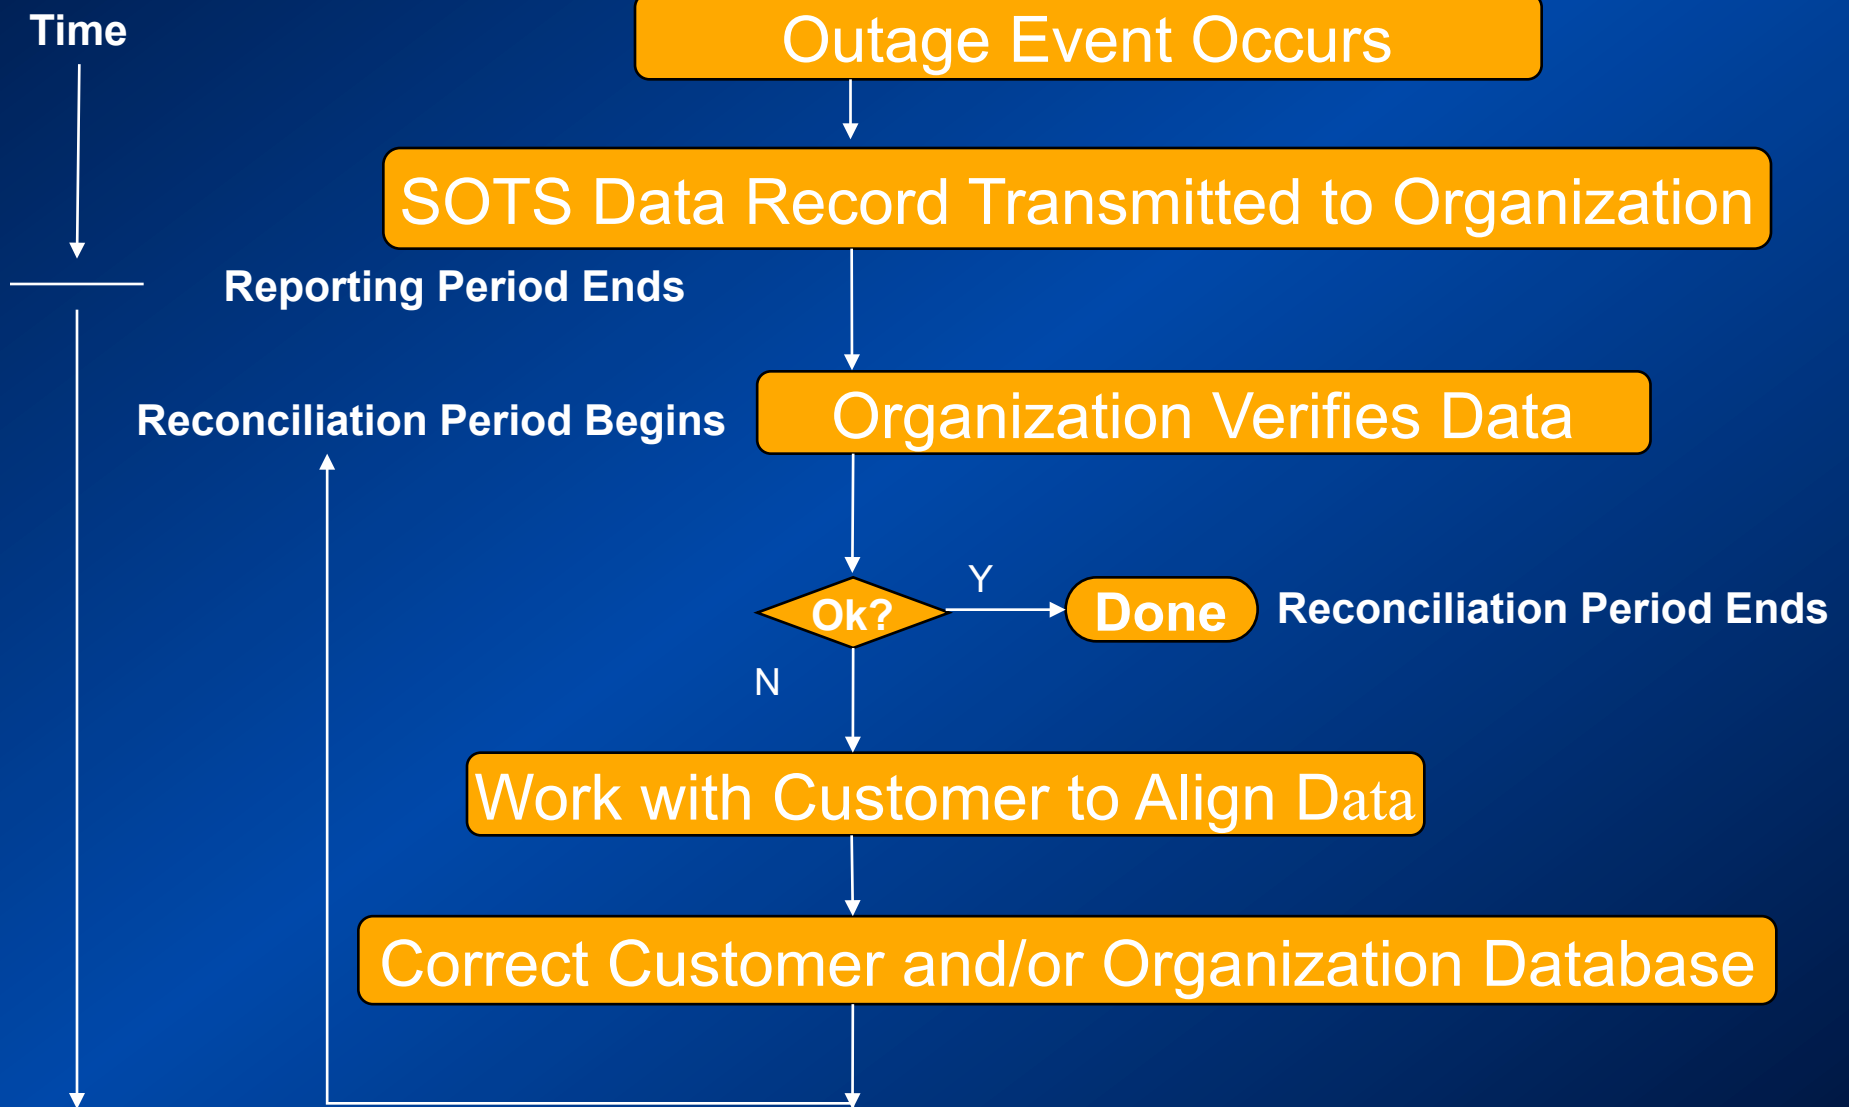 Time
Outage Event Occurs
SOTS Data Record Transmitted to Organization
Reporting Period Ends
Organization Verifies Data
Reconciliation Period Begins
Y
Ok?
Done
Reconciliation Period Ends
N
Work with Customer to Align Data
Correct Customer and/or Organization Database